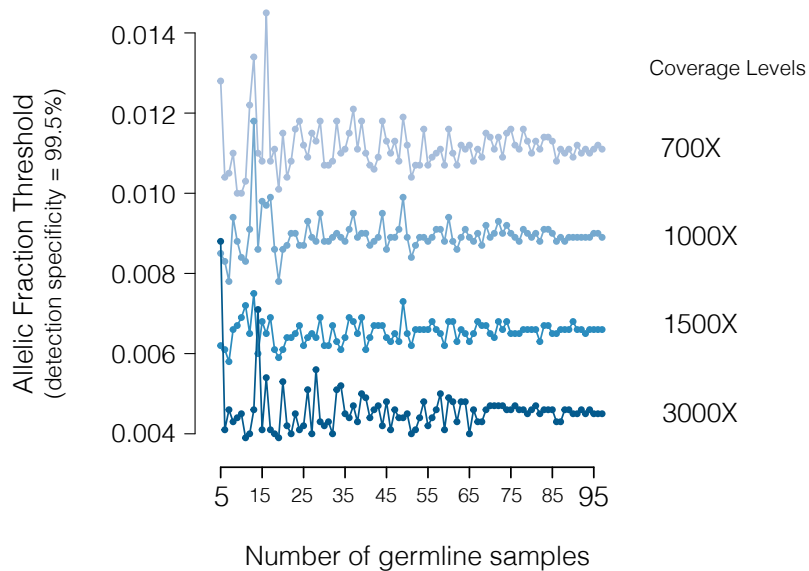 Allelic Fraction Threshold
(detection specificity = 99.5%)
0.014
0.012
0.010
0.008
0.006
0.004
5 15 25 35 45 55 65 75 85 95
Number of germline samples
Coverage Levels
700X
1000X
1500X
3000X